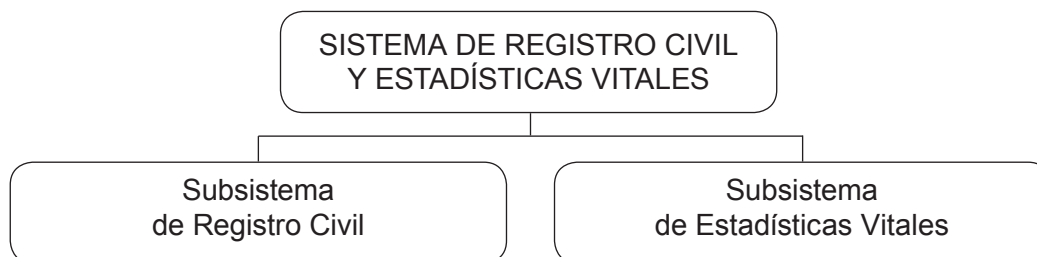 SISTEMA DE REGISTRO CIVIL
Y ESTADÍSTICAS VITALES
Subsistema
de Registro Civil
Subsistema
de Estadísticas Vitales